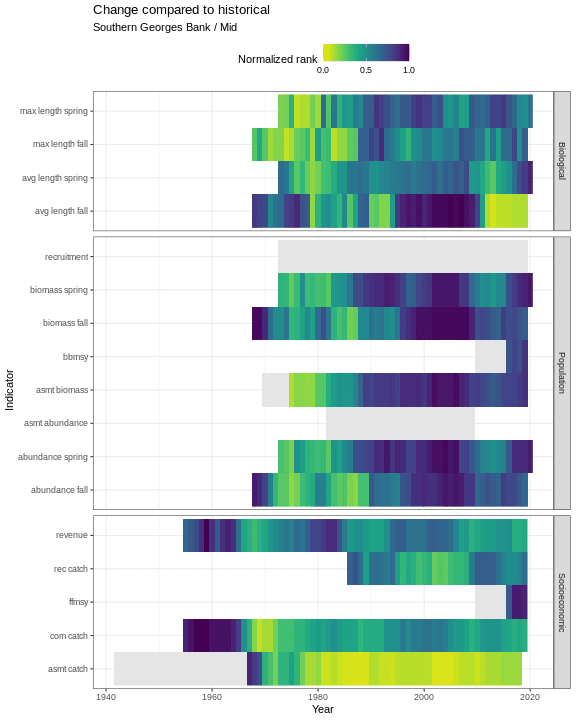 Change compared to historical
Southern Georges Bank / Mid
Normalized rank
0.0 0.5 1.0
max length spring
max length fall
avg length spring
avg length fall
Biological
recruitment
biomass spring
biomass fall
bbmsy
asmt biomass
asmt abundance
abundance spring
abundance fall
Population
revenue
rec catch
ffmsy
com catch
asmt catch
Socioeconomic
Indicator
1940 1960 1980 2000 2020
Year